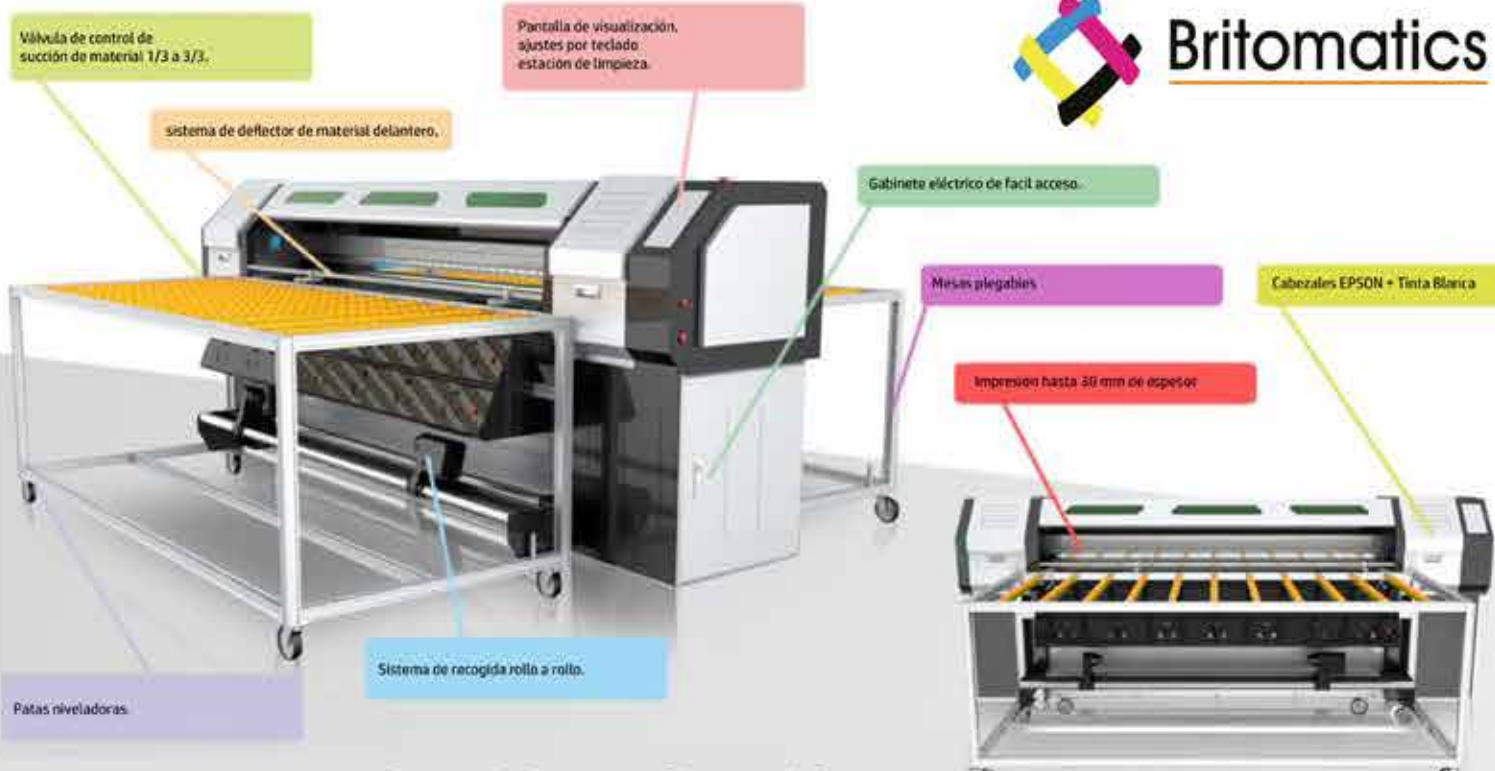 Válvula de control de
succión de material 1/3 a 3/3.
Pantalla de visualización,
ajustes por teclado
estación de limpieza.
Britomatics
sistema de deflector de material delantero,
Gabinete eléctrico de facil acceso.
Mesas plegables
Cabezales EPSON + Tinta Blanca
Impresion hasta 30 mm de espesor
Sistema de recogida rollo a rollo.
Patas niveladoras.